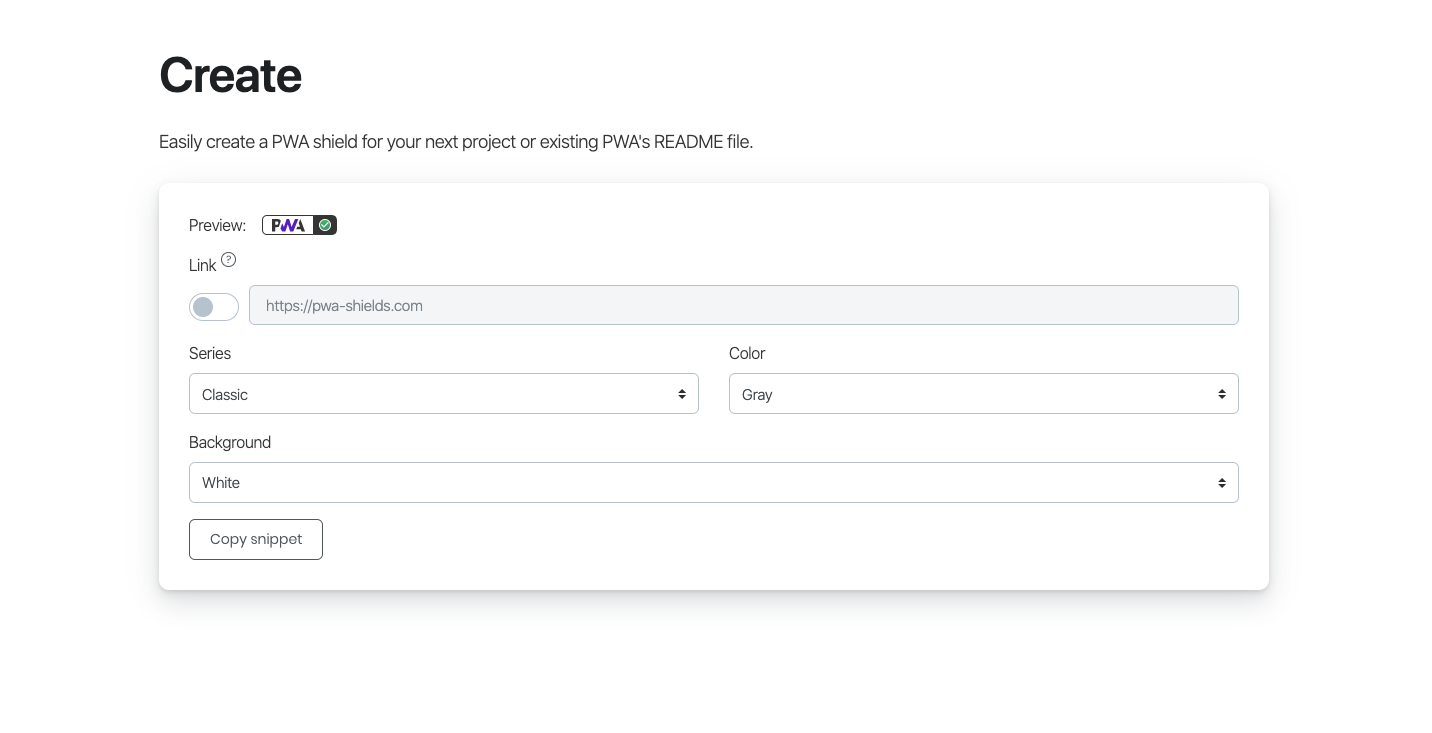 Create
Easily create a PWA shield for your next project or existing PWA's README file.
Preview: PWA
Link ?
https://pwa-shields.com
Series
Color
Classic
Gray
Background
White
Copy snippet